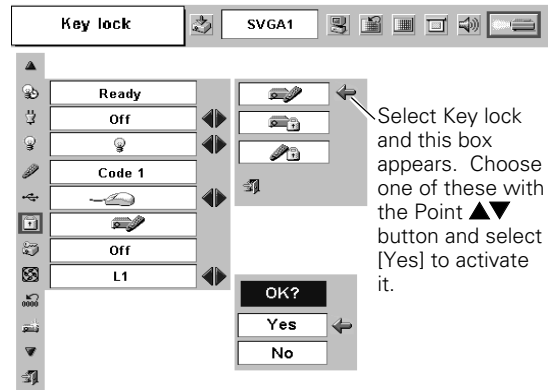 Key lock
SVGA1
Ready
Off
Code 1
Off
L1
Select Key lock
and this box
appears. Choose
one of these with
the Point ▲▼
button and select
[Yes] to activate
it.
OK?
Yes
No